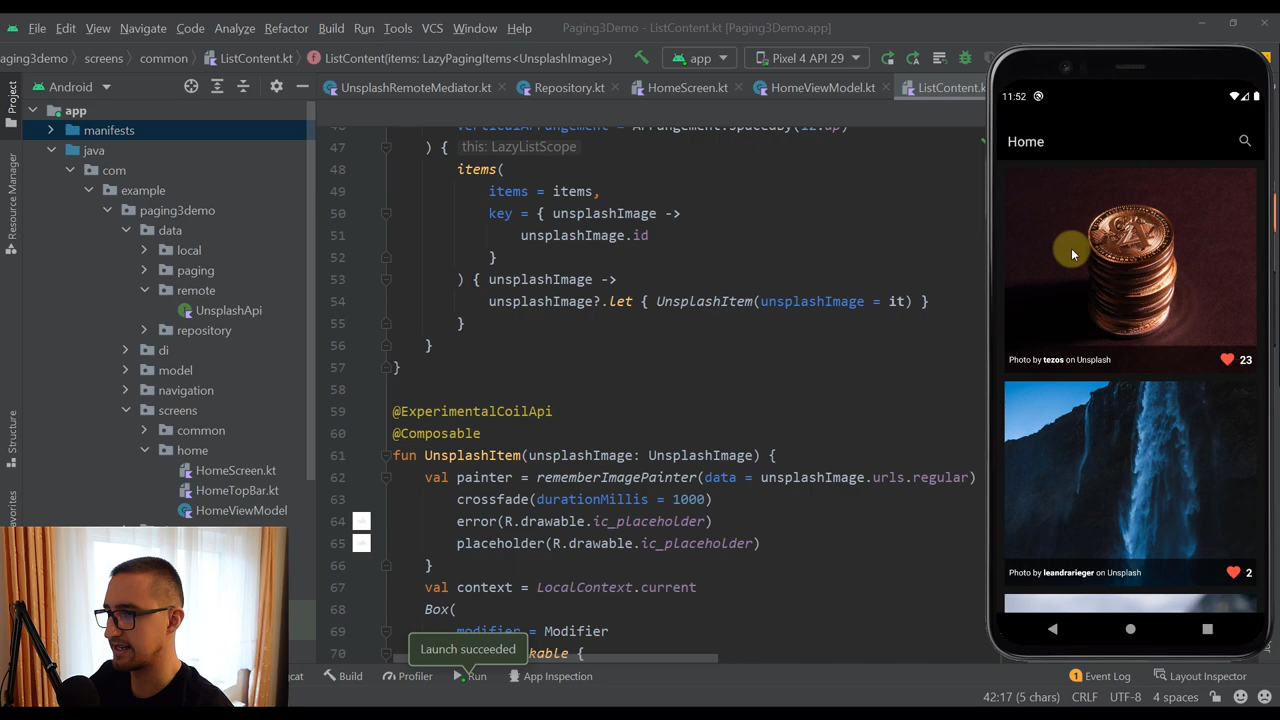 File Edit View Navigate Code Analyze Refactor Build Run Tools VCS Window Help Paging3Demo - ListContent.kt [Paging3Demo.app]
aging3demo screens common ListContent.kt ListContent(items: LazyPagingItems<UnsplashImage>) app Pixel 4 API 29
Android
UnsplashRemoteMediator.kt Repository.kt HomeScreen.kt HomeViewModel.kt ListContent.k
Project
Resource Manager
Structure
Favorites
app
manifests
java
com
example
paging3demo
data
local
paging
remote
UnsplashApi
repository
di
model
navigation
screens
common
home
HomeScreen.kt
HomeTopBar.kt
HomeViewModel
47 ) { this: LazyListScope
48 items(
49 items = items,
50 key = { unsplashImage ->
51 unsplashImage.id
52 }
53 ) { unsplashImage ->
54 unsplashImage?.let { UnsplashItem(unsplashImage = it) }
55 }
56 }
57 }
58
59 @ExperimentalCoilApi
60 @Composable
61 fun UnsplashItem(unsplashImage: UnsplashImage) {
62 val painter = rememberImagePainter(data = unsplashImage.urls.regular)
63 crossfade(durationMillis = 1000)
64 error(R.drawable.ic_placeholder)
65 placeholder(R.drawable.ic_placeholder)
66 }
67 val context = LocalContext.current
68 Box(
69 modifier = Modifier
70 kable {
Launch succeeded
11:52
Home
Photo by tezos on Unsplash 23
Photo by leandrarieger on Unsplash 2
cat Build Profiler Run App Inspection Event Log Layout Inspector
42:17 (5 chars) CRLF UTF-8 4 spaces